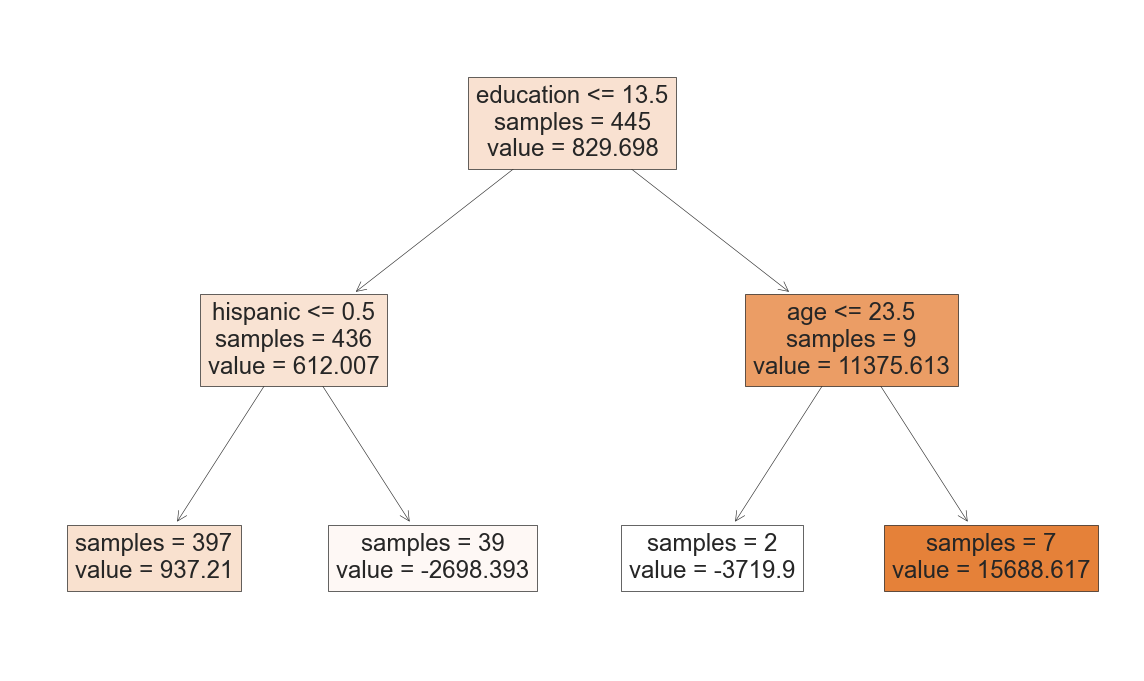 education <= 13.5
samples = 445
value = 829.698
hispanic <= 0.5
samples = 436
value = 612.007
age <= 23.5
samples = 9
value = 11375.613
samples = 397
value = 937.21
samples = 39
value = -2698.393
samples = 2
value = -3719.9
samples = 7
value = 15688.617